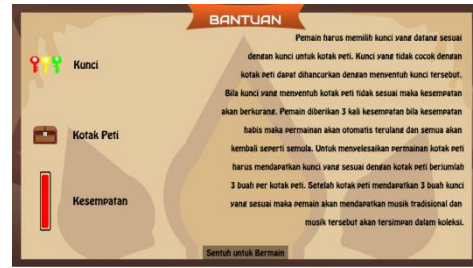 BANTUAN
Kunci
Kotak Peti
Kesempatan
Pemain harus memilih kunci yang datang sesuai
dengan kunci untuk kotak peti. Kunci yang tidak cocok dengan
kotak peti dapat dihancurkan dengan menyentuh kunci tersebut.
Bila kunci yang menyentuh kotak peti tidak sesuai maka kesempatan
akan berkurang. Pemain diberikan 3 kali kesempatan bila kesempatan
habis maka permainan akan otomatis terulang dan semua akan
kembali seperti semula. Untuk menyelesaikan permainan kotak peti
harus mendapatkan kunci yang sesuai dengan kotak peti berjumlah
3 buah per kotak peti. Setelah kotak peti mendapatkan 3 buah kunci
yang sesuai maka pemain akan mendapatkan musik tradisional dan
musik tersebut akan tersimpan dalam koleksi.
Sentuh untuk Bermain